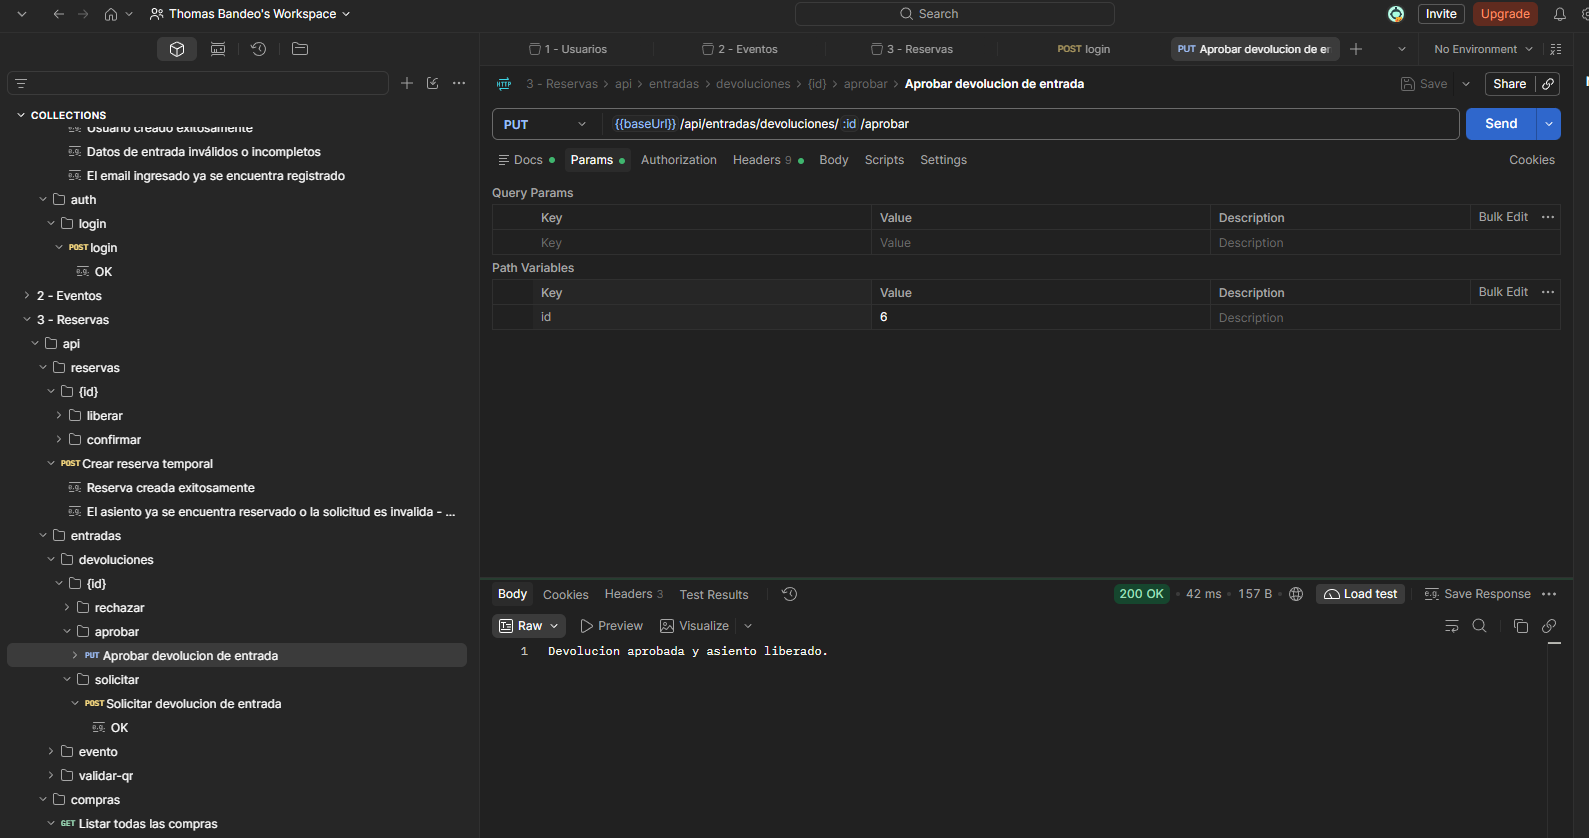 Thomas Bandeo's Workspace
Search
Invite
Upgrade
1 - Usuarios
2 - Eventos
3 - Reservas
POST login
PUT Aprobar devolucion de er
No Environment
COLLECTIONS
Usuario creado exitosamente
e.g. Datos de entrada inválidos o incompletos
e.g. El email ingresado ya se encuentra registrado
auth
login
POST login
e.g. OK
2 - Eventos
3 - Reservas
api
reservas
{id}
liberar
confirmar
POST Crear reserva temporal
e.g. Reserva creada exitosamente
e.g. El asiento ya se encuentra reservado o la solicitud es invalida - ...
entradas
devoluciones
{id}
rechazar
aprobar
PUT Aprobar devolucion de entrada
solicitar
POST Solicitar devolucion de entrada
e.g. OK
evento
validar-qr
compras
GET Listar todas las compras
HTTP 3 - Reservas > api > entradas > devoluciones > {id} > aprobar > Aprobar devolucion de entrada
Save
Share
PUT {{baseUrl}} /api/entradas/devoluciones/ :id /aprobar
Send
Docs Params Authorization Headers 9 Body Scripts Settings
Cookies
Query Params
Key Value Description Bulk Edit
Key Value Description
Path Variables
Key Value Description Bulk Edit
id 6 Description
Body Cookies Headers 3 Test Results
200 OK • 42 ms • 157 B
Load test
e.g. Save Response
Raw Preview Visualize
1 Devolucion aprobada y asiento liberado.